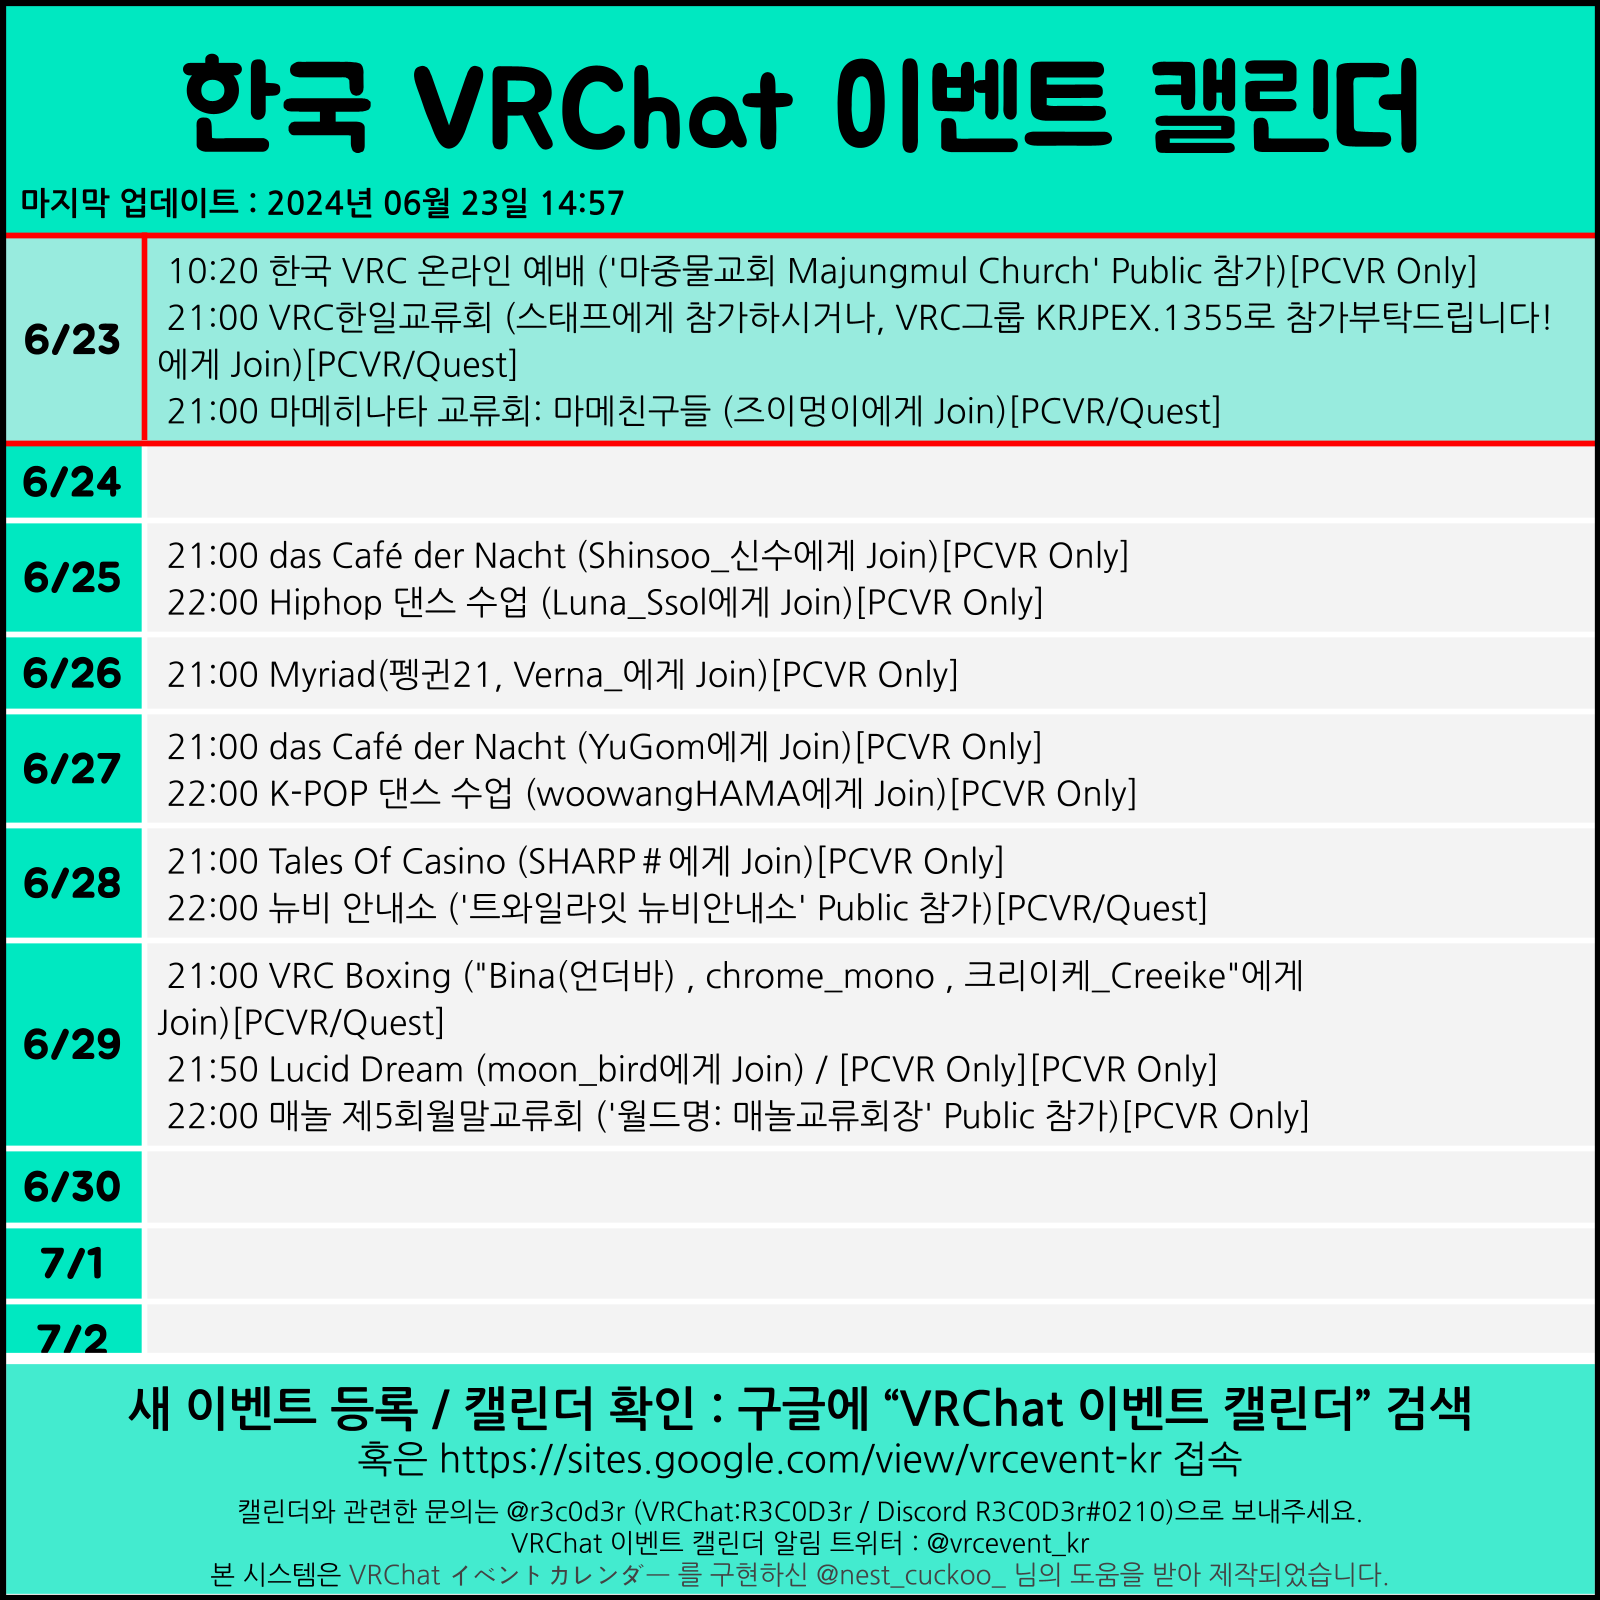 한국 VRChat 이벤트 캘린더
마지막 업데이트 : 2024년 06월 23일 14:57
6/23
10:20 한국 VRC 온라인 예배 ('마중물교회 Majungmul Church' Public 참가)[PCVR Only]
21:00 VRC한일교류회 (스태프에게 참가하시거나, VRC그룹 KRJPEX.1355로 참가부탁드립니다!
에게 Join)[PCVR/Quest]
21:00 마메히나타 교류회: 마메친구들 (즈이멍이에게 Join)[PCVR/Quest]
6/24
6/25
21:00 das Café der Nacht (Shinsoo_신수에게 Join)[PCVR Only]
22:00 Hiphop 댄스 수업 (Luna_Ssol에게 Join)[PCVR Only]
6/26
21:00 Myriad(펭귄21, Verna_에게 Join)[PCVR Only]
6/27
21:00 das Café der Nacht (YuGom에게 Join)[PCVR Only]
22:00 K-POP 댄스 수업 (woowangHAMA에게 Join)[PCVR Only]
6/28
21:00 Tales Of Casino (SHARP＃에게 Join)[PCVR Only]
22:00 뉴비 안내소 ('트와일라잇 뉴비안내소' Public 참가)[PCVR/Quest]
6/29
21:00 VRC Boxing ("Bina(언더바) , chrome_mono , 크리이케_Creeike"에게
Join)[PCVR/Quest]
21:50 Lucid Dream (moon_bird에게 Join) / [PCVR Only][PCVR Only]
22:00 매놀 제5회월말교류회 ('월드명: 매놀교류회장' Public 참가)[PCVR Only]
6/30
7/1
7/2
새 이벤트 등록 / 캘린더 확인 : 구글에 “VRChat 이벤트 캘린더” 검색
혹은 https://sites.google.com/view/vrcevent-kr 접속
캘린더와 관련한 문의는 @r3c0d3r (VRChat:R3C0D3r / Discord R3C0D3r#0210)으로 보내주세요.
VRChat 이벤트 캘린더 알림 트위터 : @vrcevent_kr
본 시스템은 VRChat イベントカレンダー 를 구현하신 @nest_cuckoo_ 님의 도움을 받아 제작되었습니다.